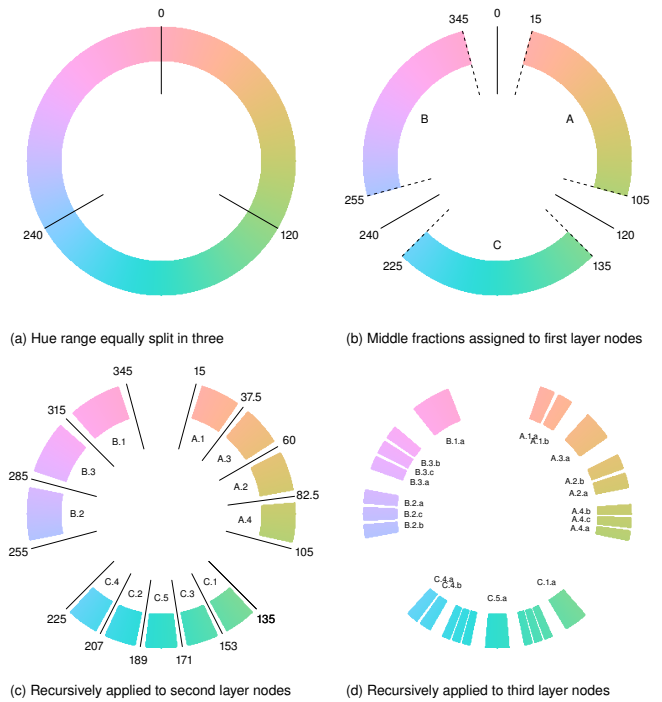 0
240
120
(a) Hue range equally split in three
345
0
15
B
A
255
105
240
120
C
225
135
(b) Middle fractions assigned to first layer nodes
345
15
315
37.5
B.1
A.1
60
B.3
A.3
285
A.2
82.5
B.2
A.4
255
105
C.4
C.1
C.2
C.5
C.3
225
135
207
153
189
171
(c) Recursively applied to second layer nodes
B.1.a
A.1.a
A.1.b
A.3.a
B.3.b
B.3.c
B.3.a
A.2.b
A.2.a
B.2.a
B.2.c
B.2.b
A.4.b
A.4.c
A.4.a
C.4.a
C.4.b
C.1.a
C.5.a
(d) Recursively applied to third layer nodes